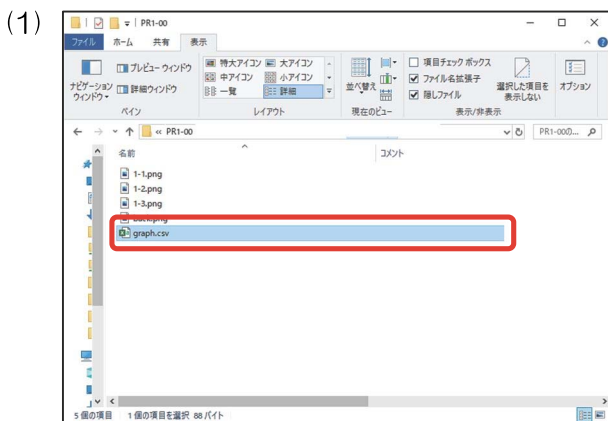 (1)
PR1-00
ファイル ホーム 共有 表示
ナビゲーション ウィンドウ
プレビュー ウィンドウ
詳細ウィンドウ
ペイン
特大アイコン 大アイコン
中アイコン 小アイコン
一覧 詳細
レイアウト
並べ替え
現在のビュー
項目チェック ボックス
ファイル名拡張子
隠しファイル
選択した項目を
表示しない
表示/非表示
オプション
« PR1-00
PR1-00の...
名前 コメント
1-1.png
1-2.png
1-3.png
back.png
graph.csv
5 個の項目 1 個の項目を選択 88 バイト